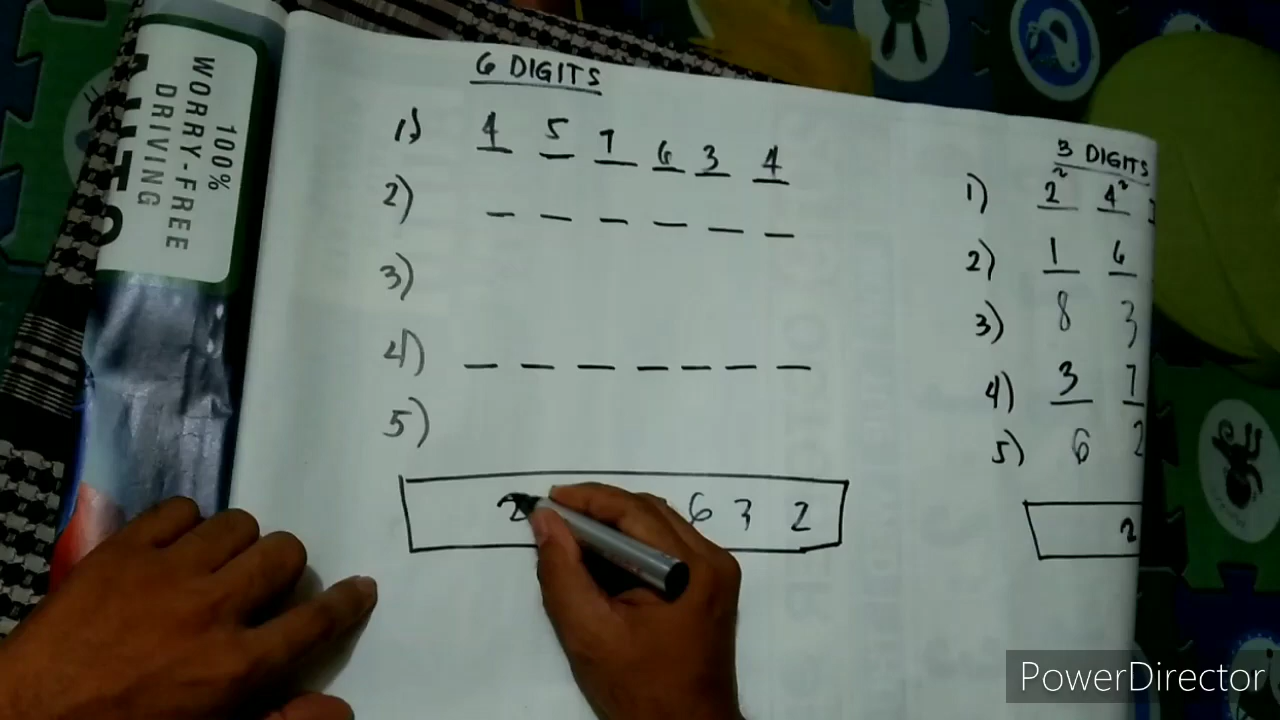 6 DIGITS
1) 4 5 7 6 3 4
2) _ _ _ _ _ _
3)
4) _ _ _ _ _ _ _
5)
2 6 3 2
3 DIGITS
1) 2² 4²
2) 1 6
3) 8 3
4) 3 7
5) 6 2
2
100%
WORRY-FREE
DRIVING
PowerDirector